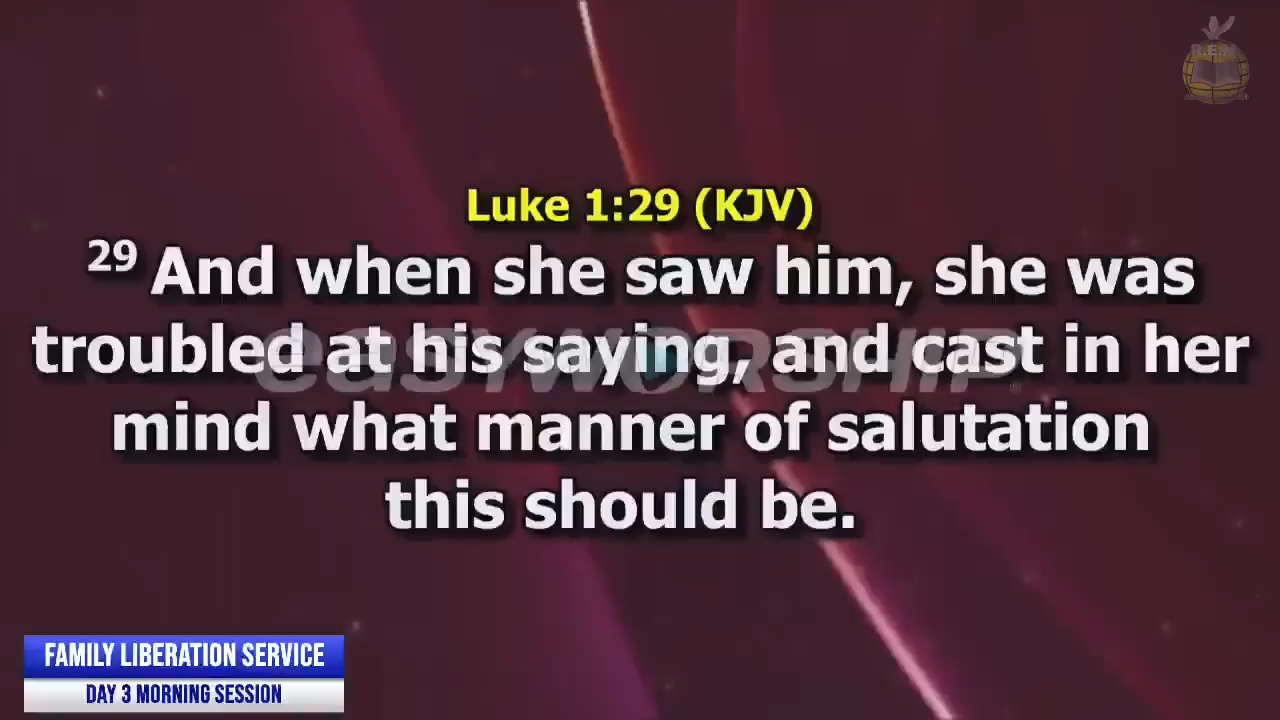 R.E.M
Luke 1:29 (KJV)
29 And when she saw him, she was
troubled at his saying, and cast in her
mind what manner of salutation
this should be.
easyworship
FAMILY LIBERATION SERVICE
DAY 3 MORNING SESSION